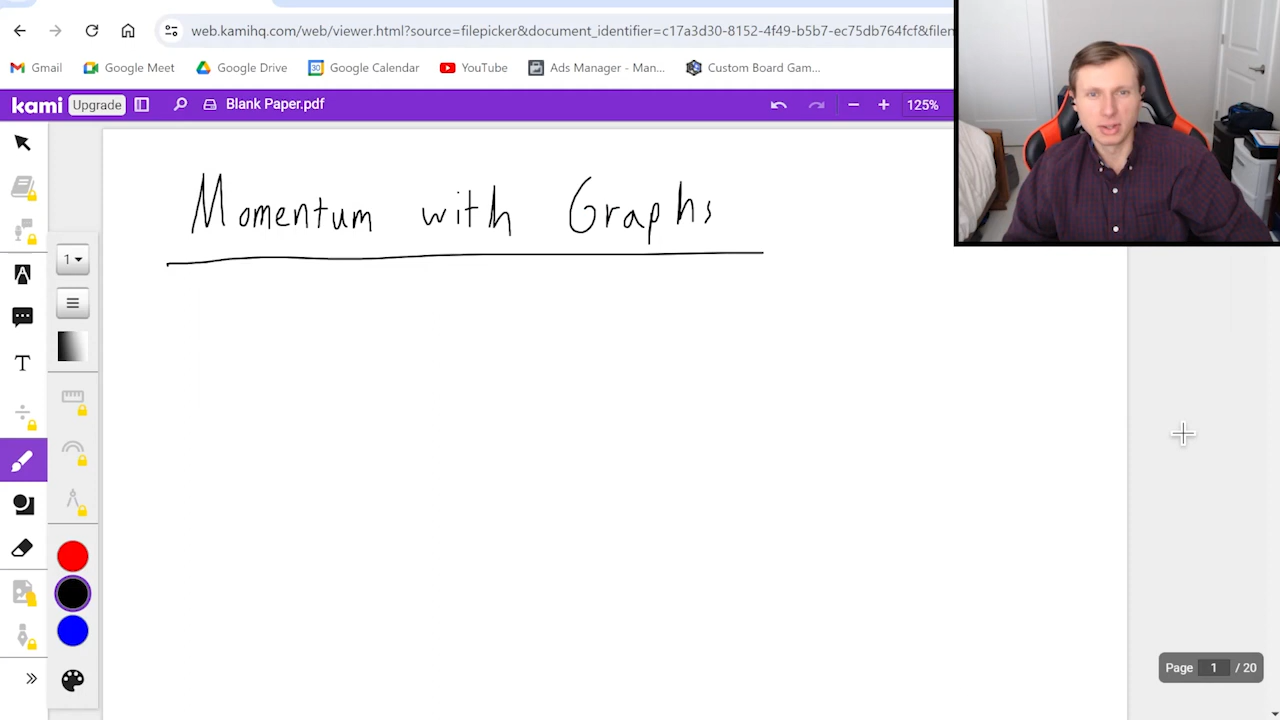 web.kamihq.com/web/viewer.html?source=filepicker&document_identifier=c17a3d30-8152-4f49-b5b7-ec75db764fcf&filen
Gmail Google Meet Google Drive 30 Google Calendar YouTube Ads Manager - Man... Custom Board Gam...
kami Upgrade Blank Paper.pdf 125%
Momentum with Graphs
1
A
T
Page 1 / 20